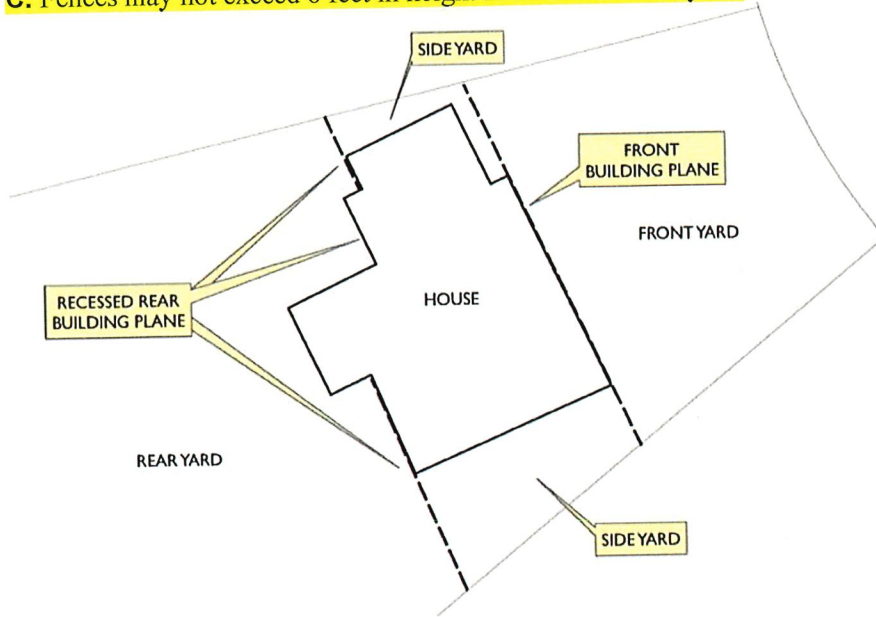 C. Fences may not exceed 6 feet in height
SIDE YARD
FRONT
BUILDING PLANE
FRONT YARD
RECESSED REAR
BUILDING PLANE
HOUSE
REAR YARD
SIDE YARD